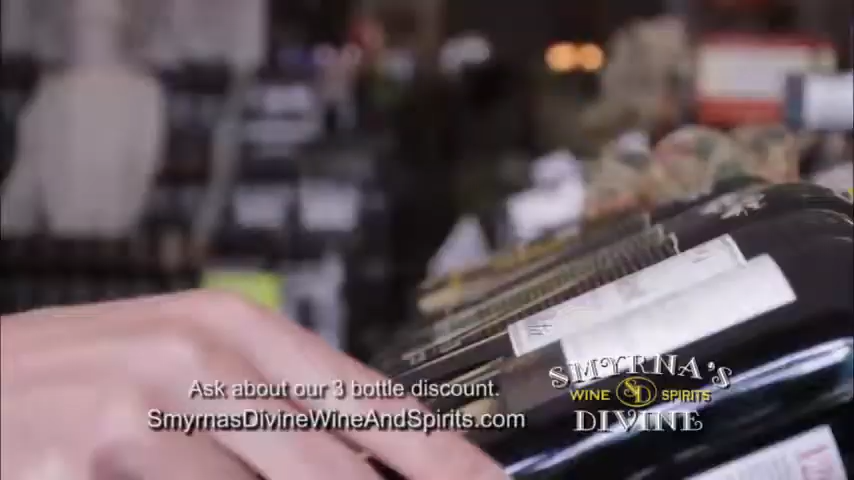 Ask about our 3 bottle discount.
SmyrnasDivineWineAndSpirits.com
SMYRNA'S
WINE SD SPIRITS
DIVINE